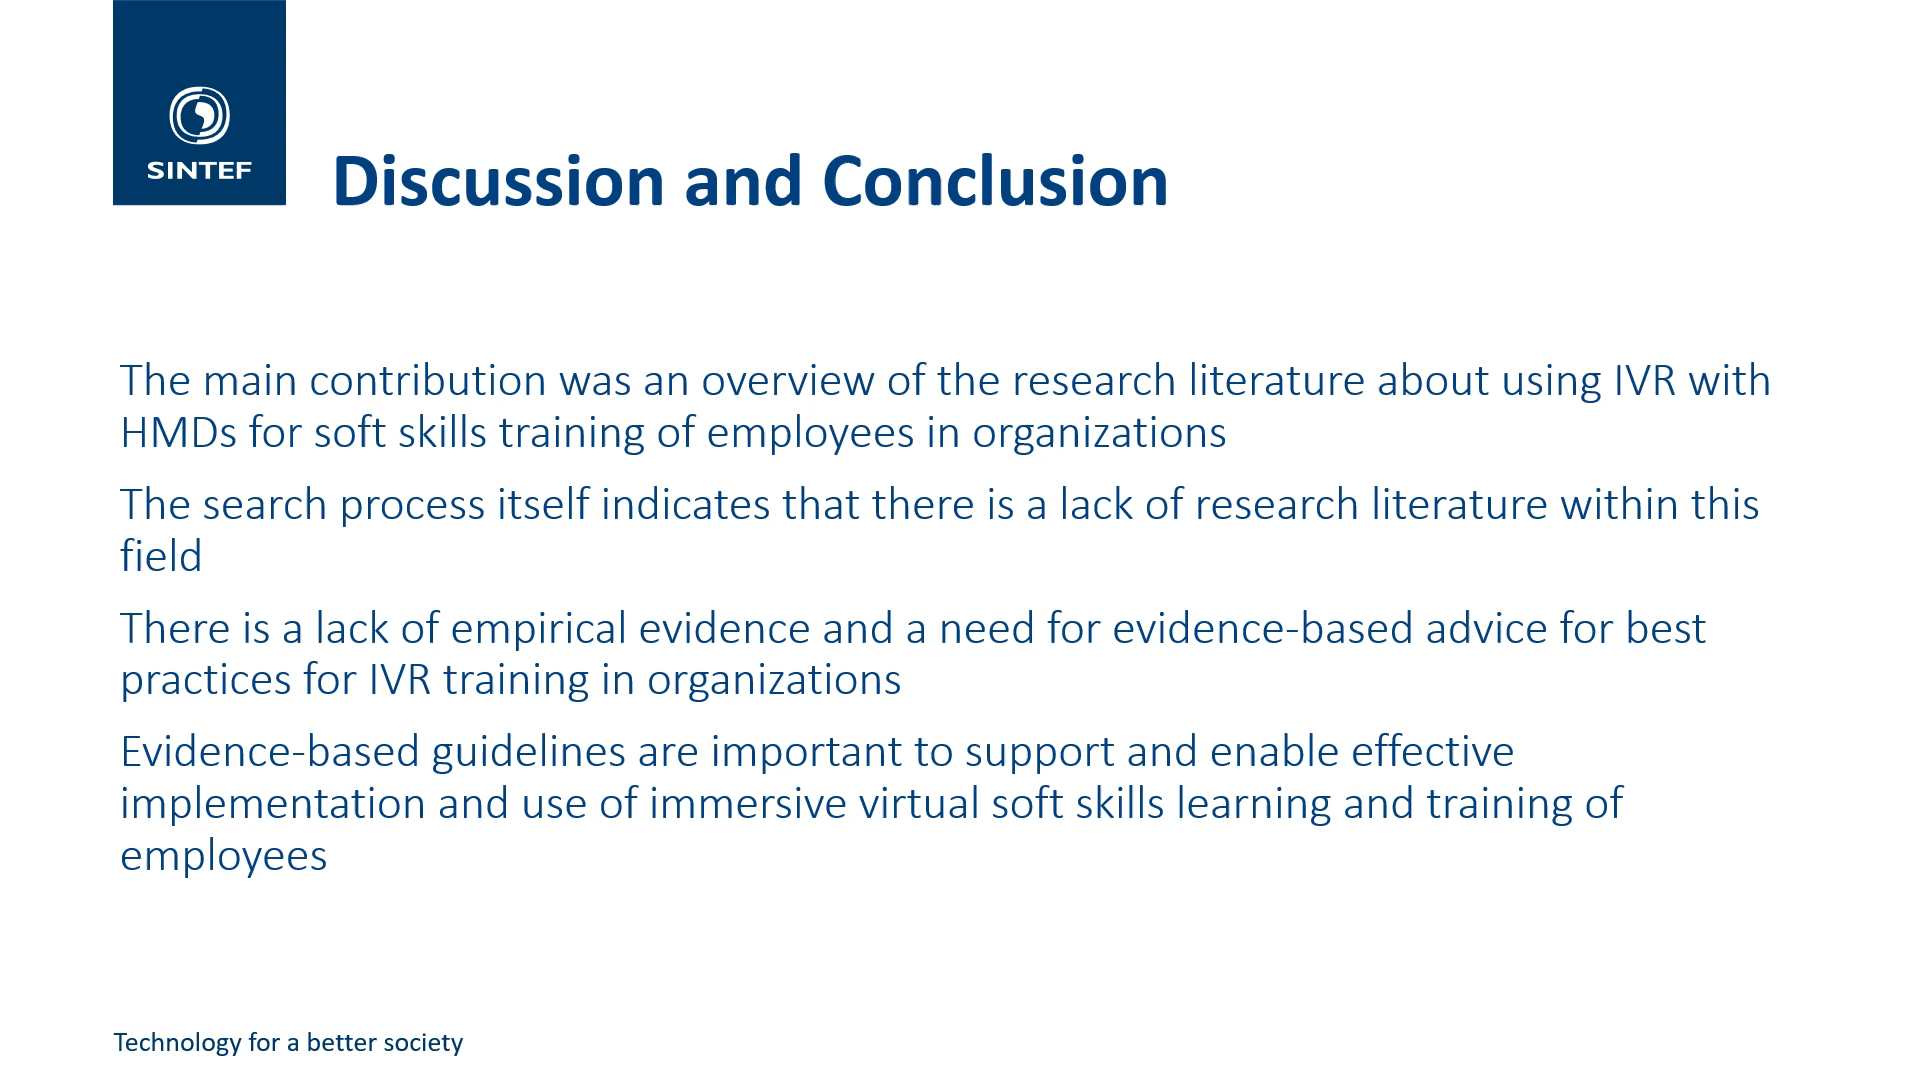 SINTEF
Discussion and Conclusion
The main contribution was an overview of the research literature about using IVR with
HMDs for soft skills training of employees in organizations
The search process itself indicates that there is a lack of research literature within this
field
There is a lack of empirical evidence and a need for evidence-based advice for best
practices for IVR training in organizations
Evidence-based guidelines are important to support and enable effective
implementation and use of immersive virtual soft skills learning and training of
employees
Technology for a better society